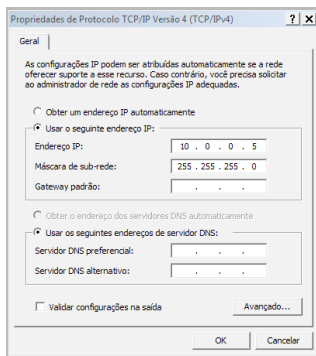 Propriedades de Protocolo TCP/IP Versão 4 (TCP/IPv4)
Geral
As configurações IP podem ser atribuídas automaticamente se a rede
oferecer suporte a esse recurso. Caso contrário, você precisa solicitar
ao administrador de rede as configurações IP adequadas.
Obter um endereço IP automaticamente
Usar o seguinte endereço IP:
Endereço IP: 10 . 0 . 0 . 5
Máscara de sub-rede: 255 . 255 . 255 . 0
Gateway padrão: . . .
Obter o endereço dos servidores DNS automaticamente
Usar os seguintes endereços de servidor DNS:
Servidor DNS preferencial: . . .
Servidor DNS alternativo: . . .
Validar configurações na saída
Avançado...
OK Cancelar